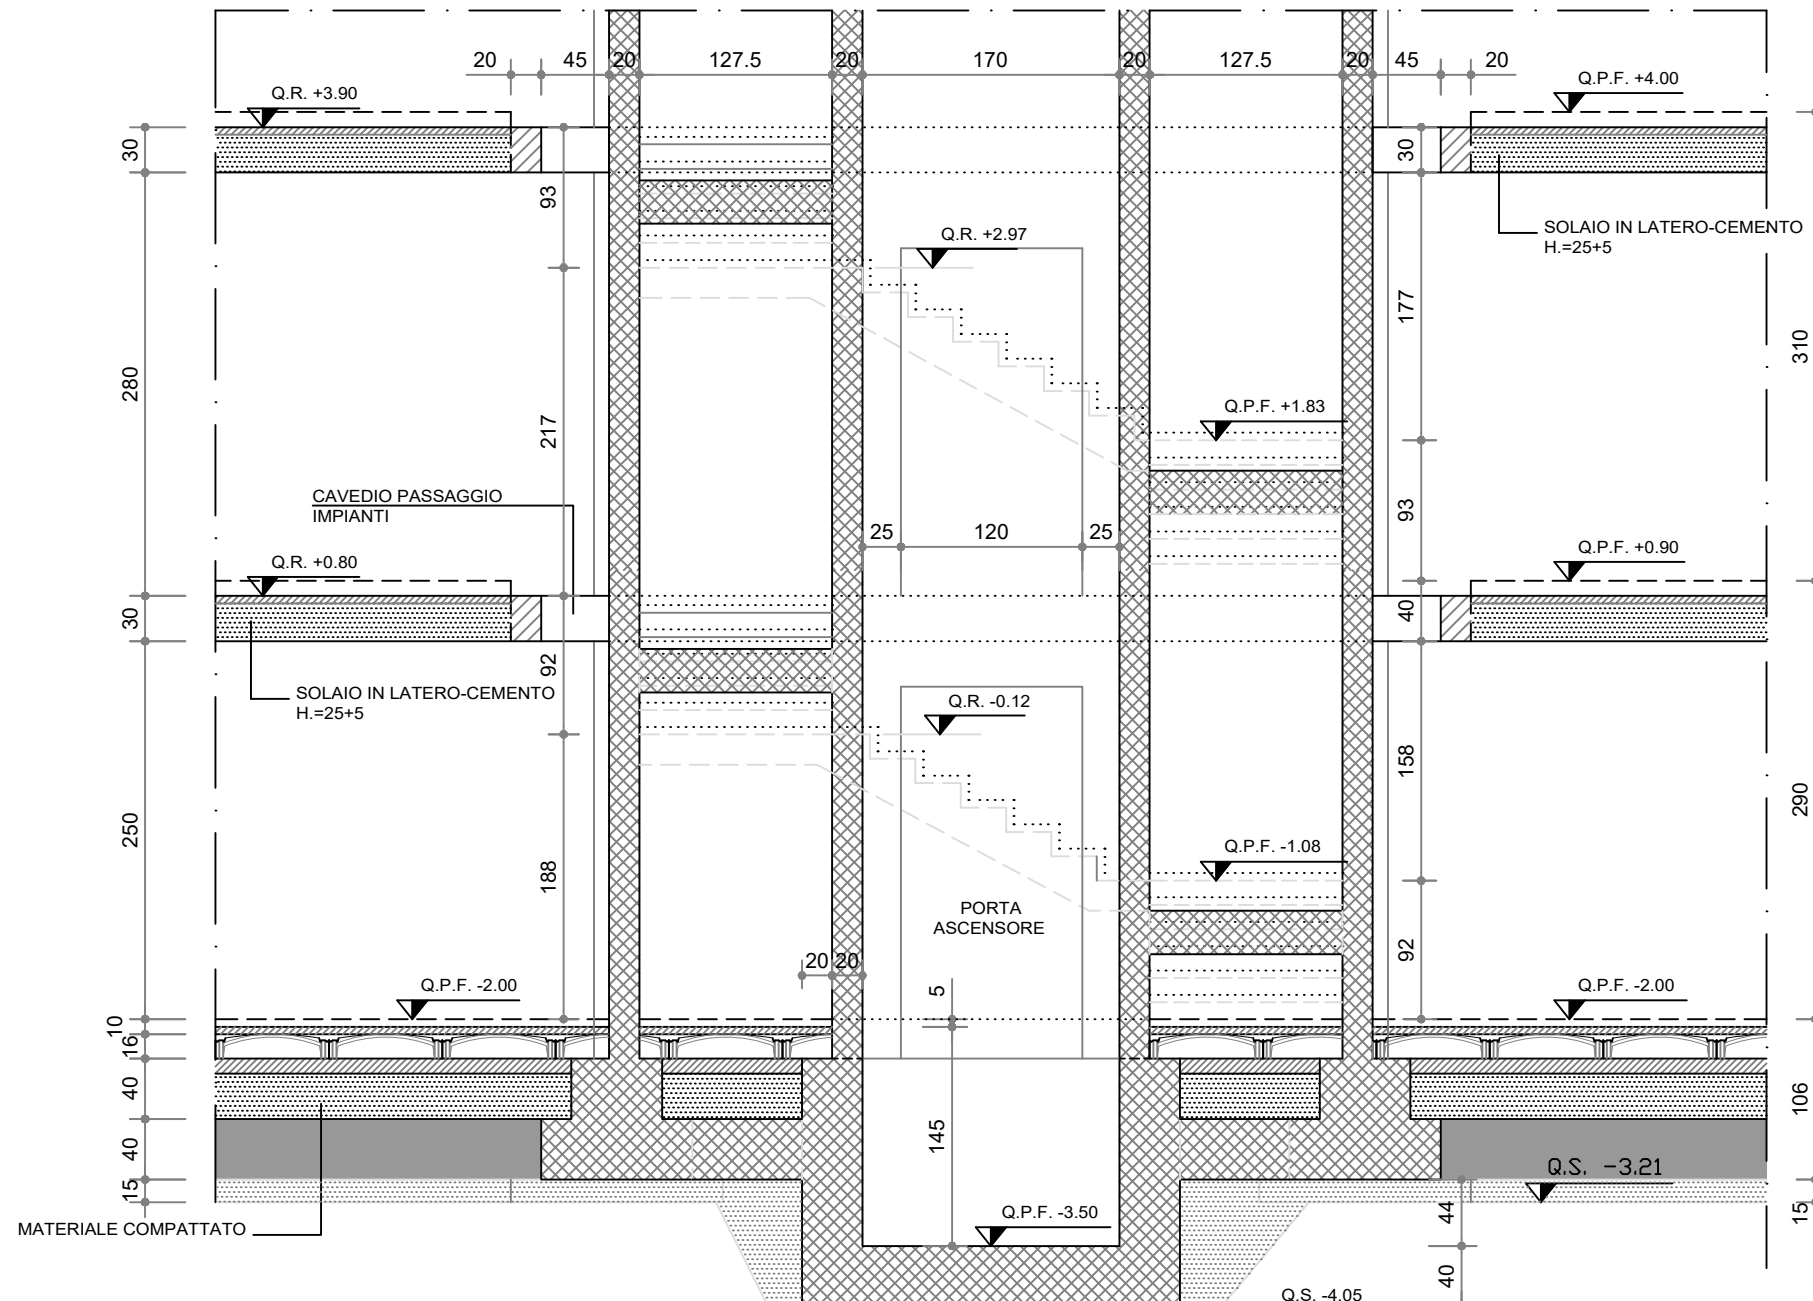 20 45 20 127.5 20 170 20 127.5 20 45 20
Q.R. +3.90
Q.P.F. +4.00
30
30
93
SOLAIO IN LATERO-CEMENTO
H.=25+5
Q.R. +2.97
177
310
280
217
Q.P.F. +1.83
CAVEDIO PASSAGGIO
IMPIANTI
93
25 120 25
Q.R. +0.80
Q.P.F. +0.90
30
40
92
SOLAIO IN LATERO-CEMENTO
H.=25+5
Q.R. -0.12
158
290
250
188
Q.P.F. -1.08
PORTA
ASCENSORE
92
20 20
Q.P.F. -2.00
5
Q.P.F. -2.00
10
16
40
106
145
40
Q.S. -3.21
15
44
15
MATERIALE COMPATTATO
Q.P.F. -3.50
40
Q.S. -4.05